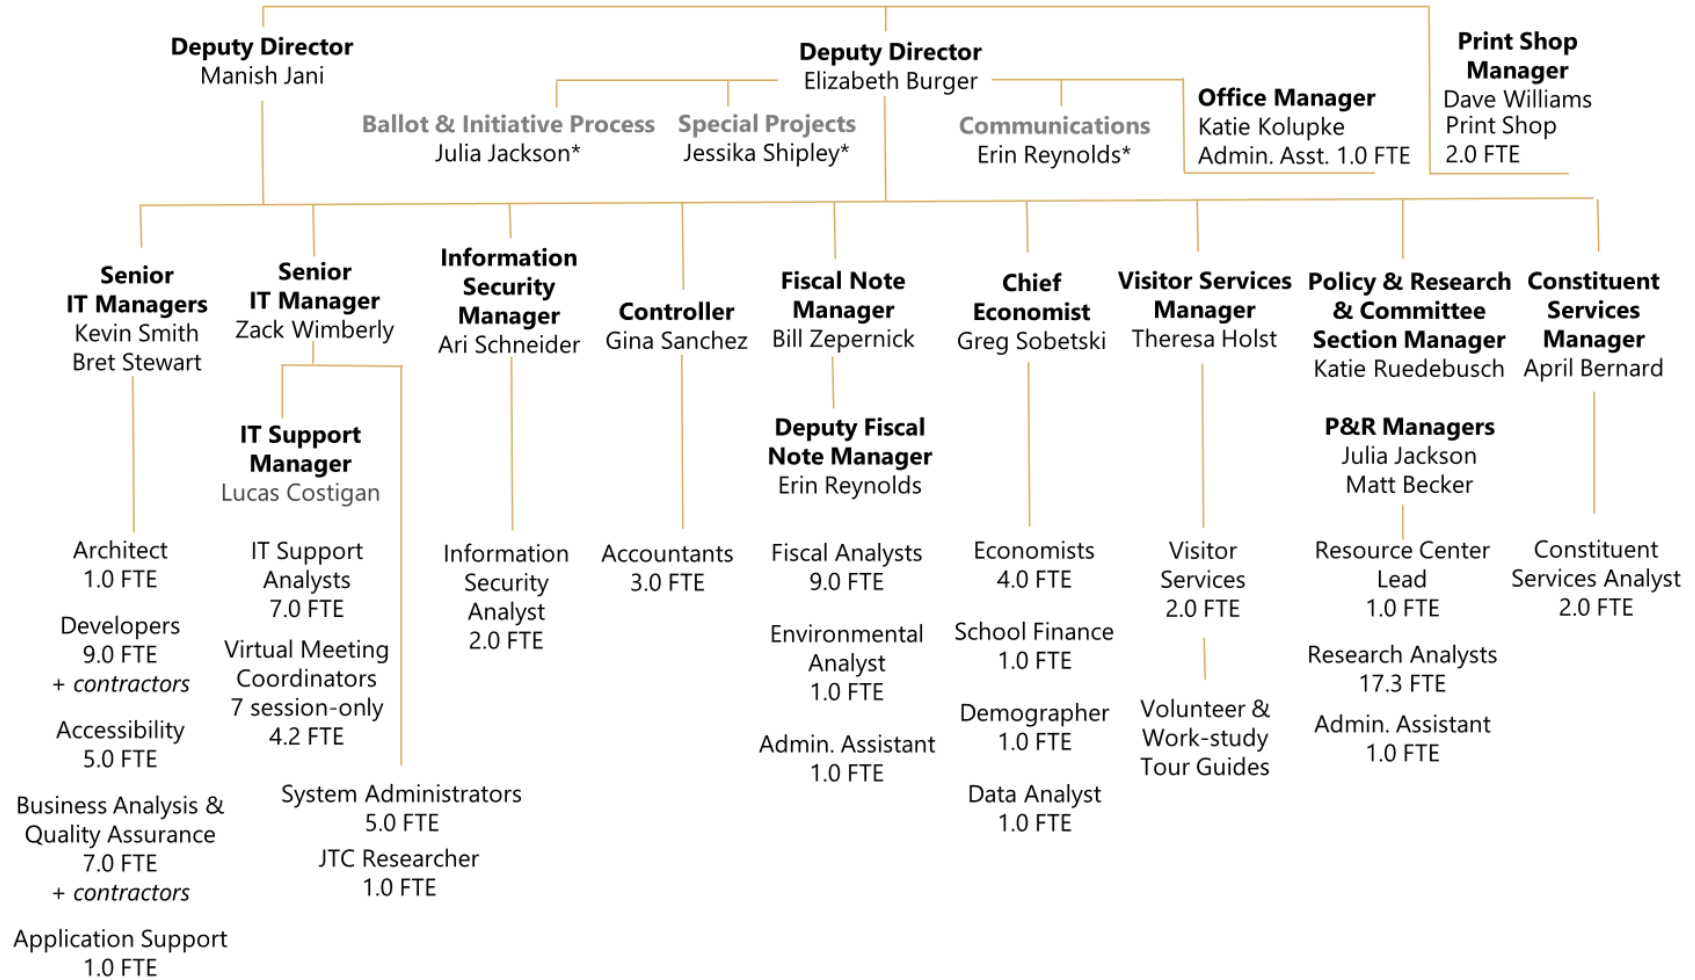 Deputy Director
Manish Jani
Deputy Director
Elizabeth Burger
Print Shop
Manager
Dave Williams
Print Shop
2.0 FTE
Office Manager
Katie Kolupke
Admin. Asst. 1.0 FTE
Ballot & Initiative Process
Julia Jackson*
Special Projects
Jessika Shipley*
Communications
Erin Reynolds*
Senior
IT Managers
Kevin Smith
Bret Stewart
Architect
1.0 FTE
Developers
9.0 FTE
+ contractors
Accessibility
5.0 FTE
Business Analysis &
Quality Assurance
7.0 FTE
+ contractors
Application Support
1.0 FTE
Senior
IT Manager
Zack Wimberly
IT Support
Manager
Lucas Costigan
IT Support
Analysts
7.0 FTE
Virtual Meeting
Coordinators
7 session-only
4.2 FTE
System Administrators
5.0 FTE
JTC Researcher
1.0 FTE
Information
Security
Manager
Ari Schneider
Information
Security
Analyst
2.0 FTE
Controller
Gina Sanchez
Accountants
3.0 FTE
Fiscal Note
Manager
Bill Zepernick
Deputy Fiscal
Note Manager
Erin Reynolds
Fiscal Analysts
9.0 FTE
Environmental
Analyst
1.0 FTE
Admin. Assistant
1.0 FTE
Chief
Economist
Greg Sobetski
Economists
4.0 FTE
School Finance
1.0 FTE
Demographer
1.0 FTE
Data Analyst
1.0 FTE
Visitor Services
Manager
Theresa Holst
Visitor
Services
2.0 FTE
Volunteer &
Work-study
Tour Guides
Policy & Research
& Committee
Section Manager
Katie Ruedebusch
P&R Managers
Julia Jackson
Matt Becker
Resource Center
Lead
1.0 FTE
Research Analysts
17.3 FTE
Admin. Assistant
1.0 FTE
Constituent
Services
Manager
April Bernard
Constituent
Services Analyst
2.0 FTE